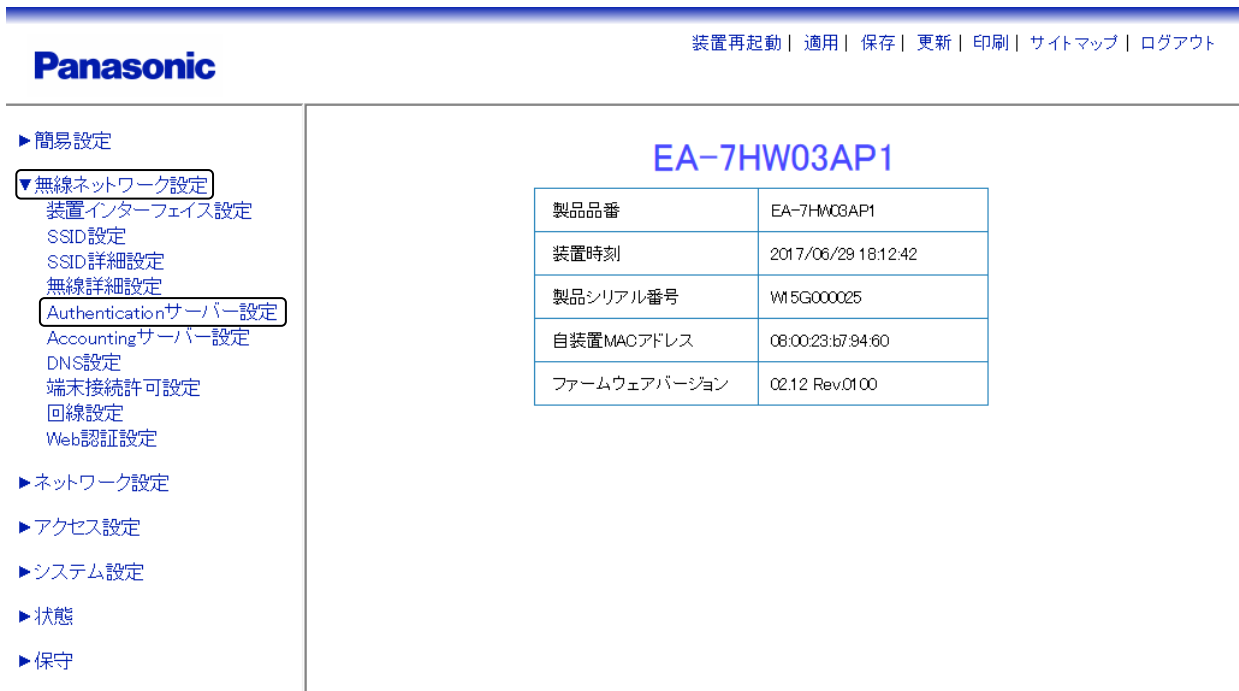 Panasonic
装置再起動| 適用| 保存| 更新| 印刷| サイトマップ| ログアウト
►簡易設定
▼無線ネットワーク設定
装置インターフェイス設定
SSID設定
SSID詳細設定
無線詳細設定
Authenticationサーバー設定
Accountingサーバー設定
DNS設定
端末接続許可設定
回線設定
Web認証設定
►ネットワーク設定
►アクセス設定
►システム設定
►状態
►保守
EA-7HW03AP1
製品品番 EA-7HW03AP1
装置時刻 2017/06/29 18:12:42
製品シリアル番号 W15G000025
自装置MACアドレス 08:00:23:b7:94:60
ファームウェアバージョン 02.12 Rev.0100